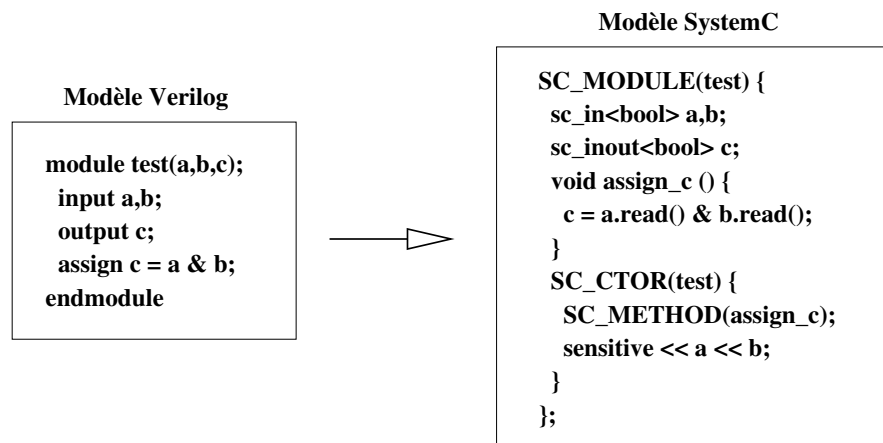 Modèle Verilog
module test(a,b,c);
input a,b;
output c;
assign c = a & b;
endmodule
Modèle SystemC
SC_MODULE(test) {
sc_in<bool> a,b;
sc_inout<bool> c;
void assign_c () {
c = a.read() & b.read();
}
SC_CTOR(test) {
SC_METHOD(assign_c);
sensitive << a << b;
}
};